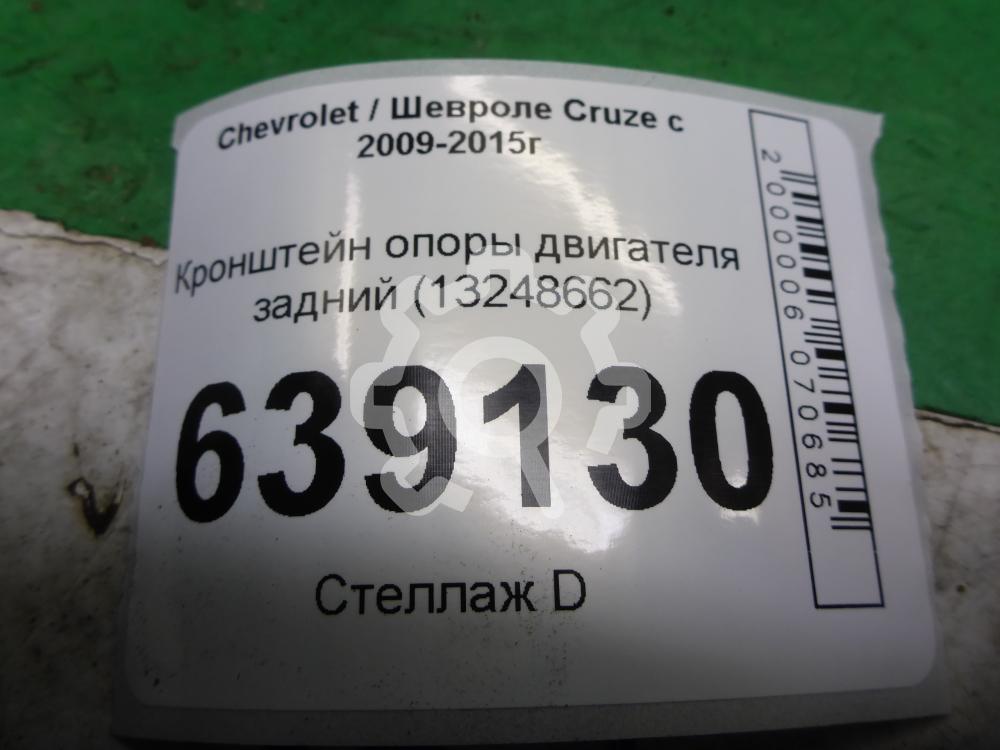 Chevrolet / Шевроле Cruze с
2009-2015г
Кронштейн опоры двигателя
задний (13248662)
639130
Стеллаж D
2000006070685